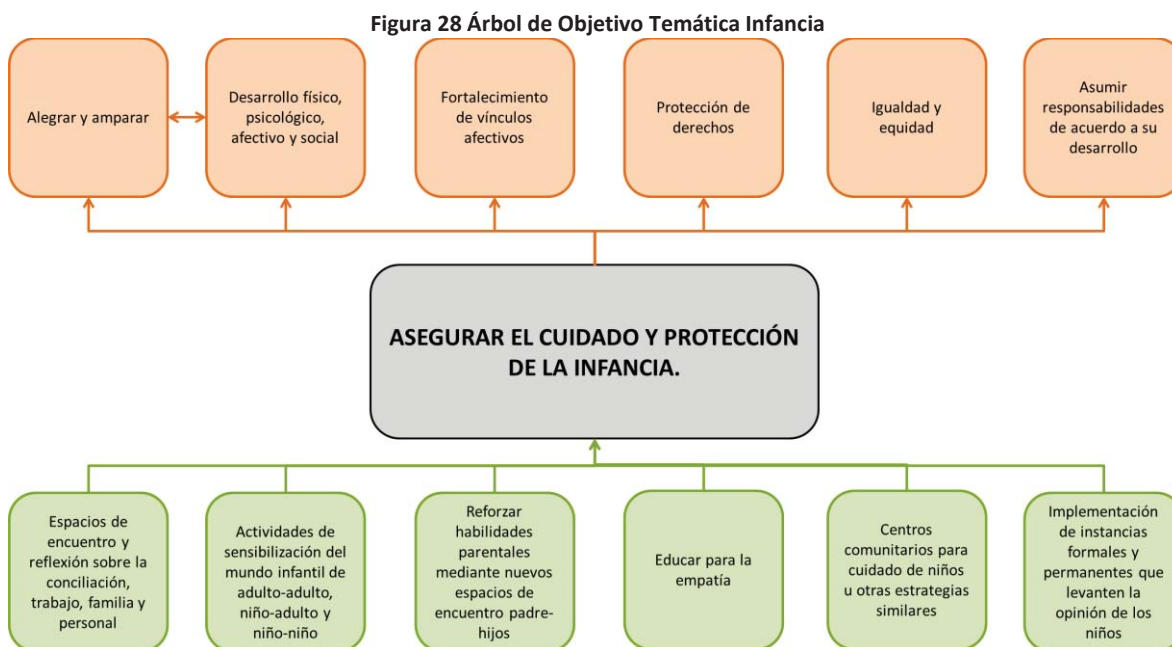 Figura 28 Árbol de Objetivo Temática Infancia
Alegrar y amparar
Desarrollo físico,
psicológico,
afectivo y social
Fortalecimiento
de vínculos
afectivos
Protección de
derechos
Igualdad y
equidad
Asumir
responsabilidades
de acuerdo a su
desarrollo
ASEGURAR EL CUIDADO Y PROTECCIÓN
DE LA INFANCIA.
Espacios de
encuentro y
reflexión sobre la
conciliación,
trabajo, familia y
personal
Actividades de
sensibilización del
mundo infantil de
adulto-adulto,
niño-adulto y
niño-niño
Reforzar
habilidades
parentales
mediante nuevos
espacios de
encuentro padre-
hijos
Educar para la
empatía
Centros
comunitarios para
cuidado de niños
u otras estrategias
similares
Implementación
de instancias
formales y
permanentes que
levanten la
opinión de los
niños